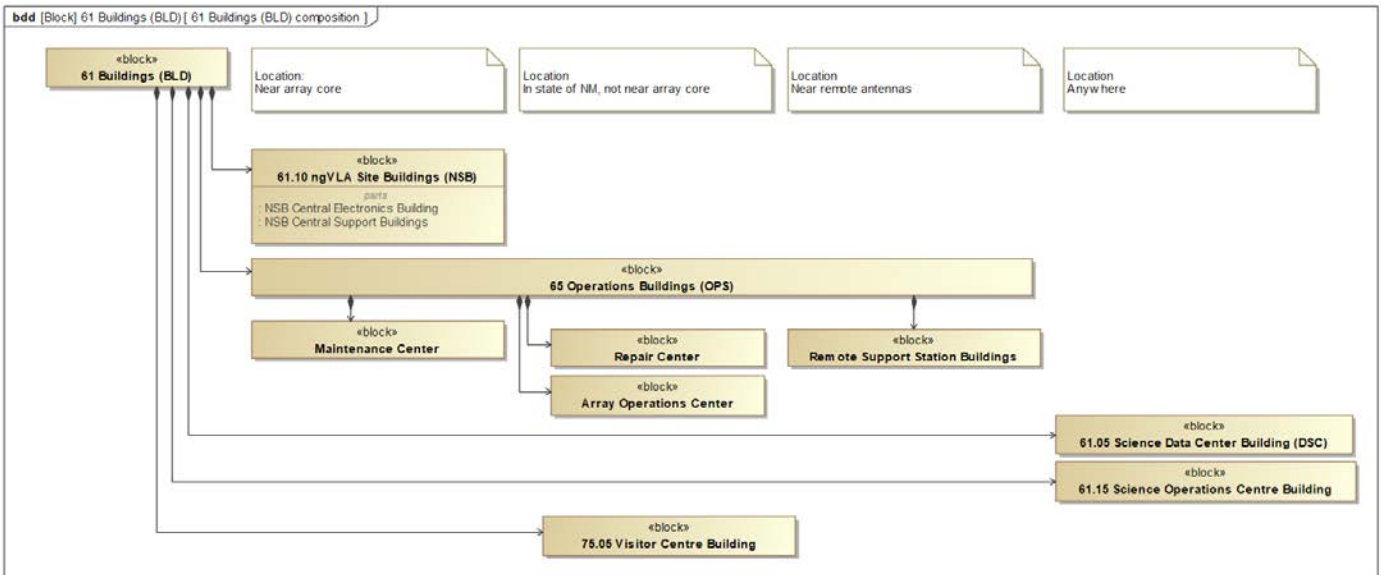 bdd [Block] 61 Buildings (BLD) [ 61 Buildings (BLD) composition ]
«block»
61 Buildings (BLD)
Location:
Near array core
Location
In state of NM, not near array core
Location
Near remote antennas
Location
Anywhere
«block»
61.10 ngVLA Site Buildings (NSB)
parts
: NSB Central Electronics Building
: NSB Central Support Buildings
«block»
65 Operations Buildings (OPS)
«block»
Maintenance Center
«block»
Repair Center
«block»
Remote Support Station Buildings
«block»
Array Operations Center
«block»
61.05 Science Data Center Building (DSC)
«block»
61.15 Science Operations Centre Building
«block»
75.05 Visitor Centre Building